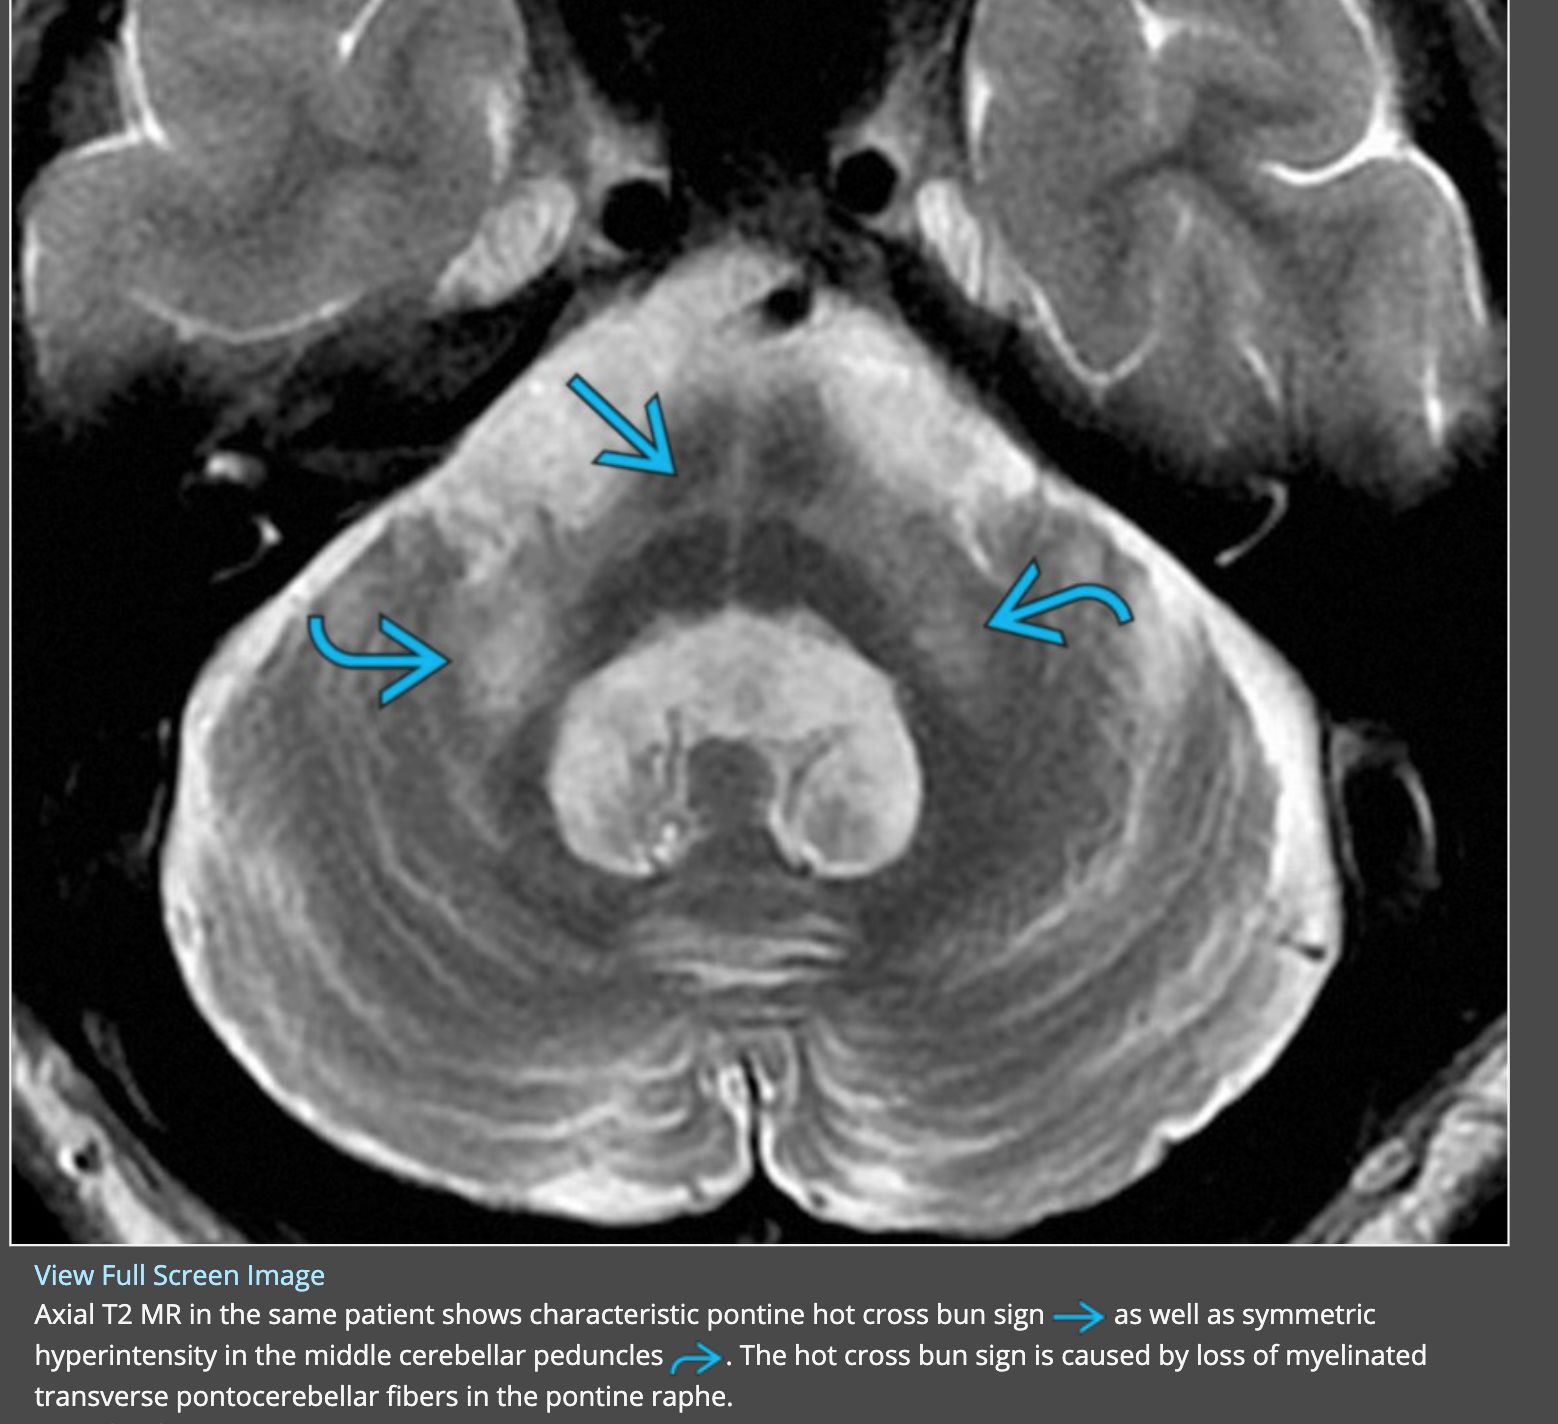 View Full Screen Image
Axial T2 MR in the same patient shows characteristic pontine hot cross bun sign as well as symmetric
hyperintensity in the middle cerebellar peduncles . The hot cross bun sign is caused by loss of myelinated
transverse pontocerebellar fibers in the pontine raphe.